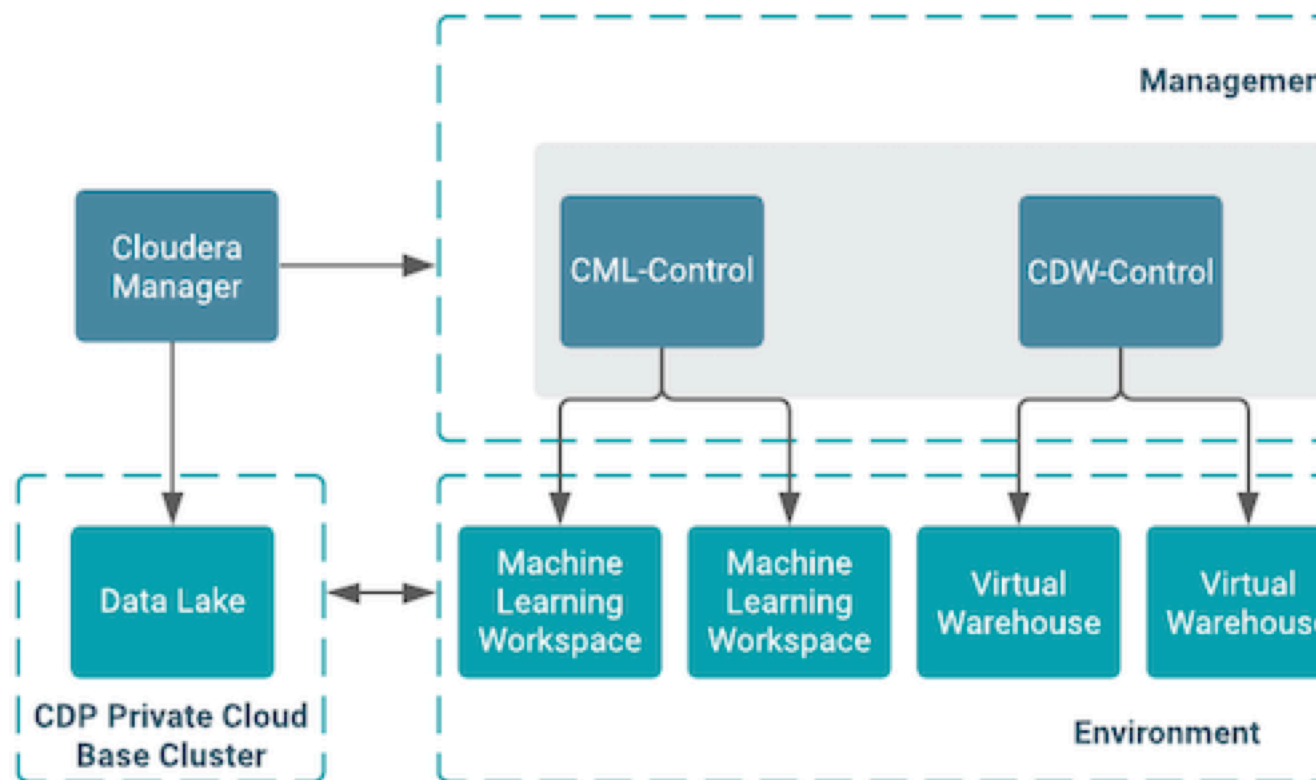 Managemen
Cloudera
Manager
CML-Control
CDW-Control
Data Lake
Machine
Learning
Workspace
Machine
Learning
Workspace
Virtual
Warehouse
Virtual
Warehouse
CDP Private Cloud
Base Cluster
Environment